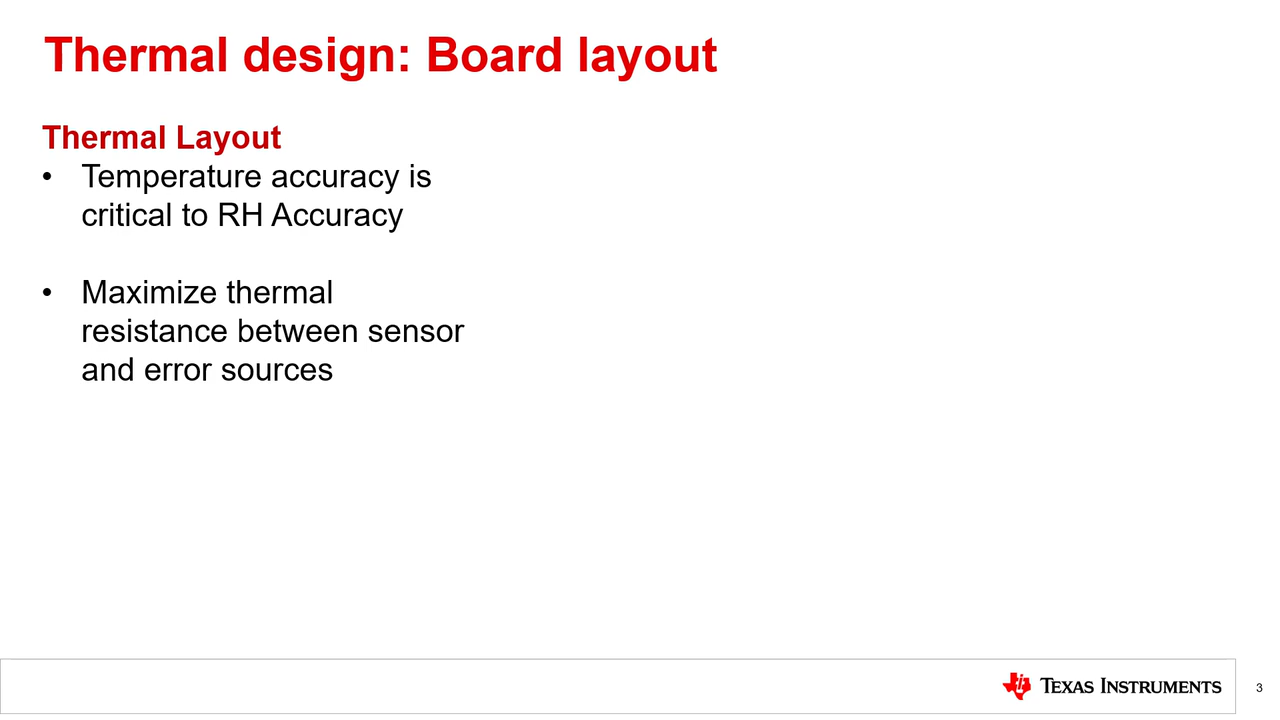 Thermal design: Board layout
Thermal Layout
• Temperature accuracy is
critical to RH Accuracy
• Maximize thermal
resistance between sensor
and error sources
Texas Instruments
3